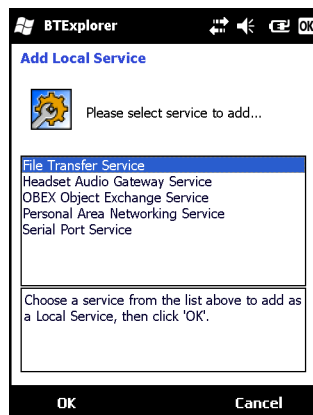 BTExplorer
OK
Add Local Service
Please select service to add...
File Transfer Service
Headset Audio Gateway Service
OBEX Object Exchange Service
Personal Area Networking Service
Serial Port Service
Choose a service from the list above to add as
a Local Service, then click 'OK'.
OK Cancel